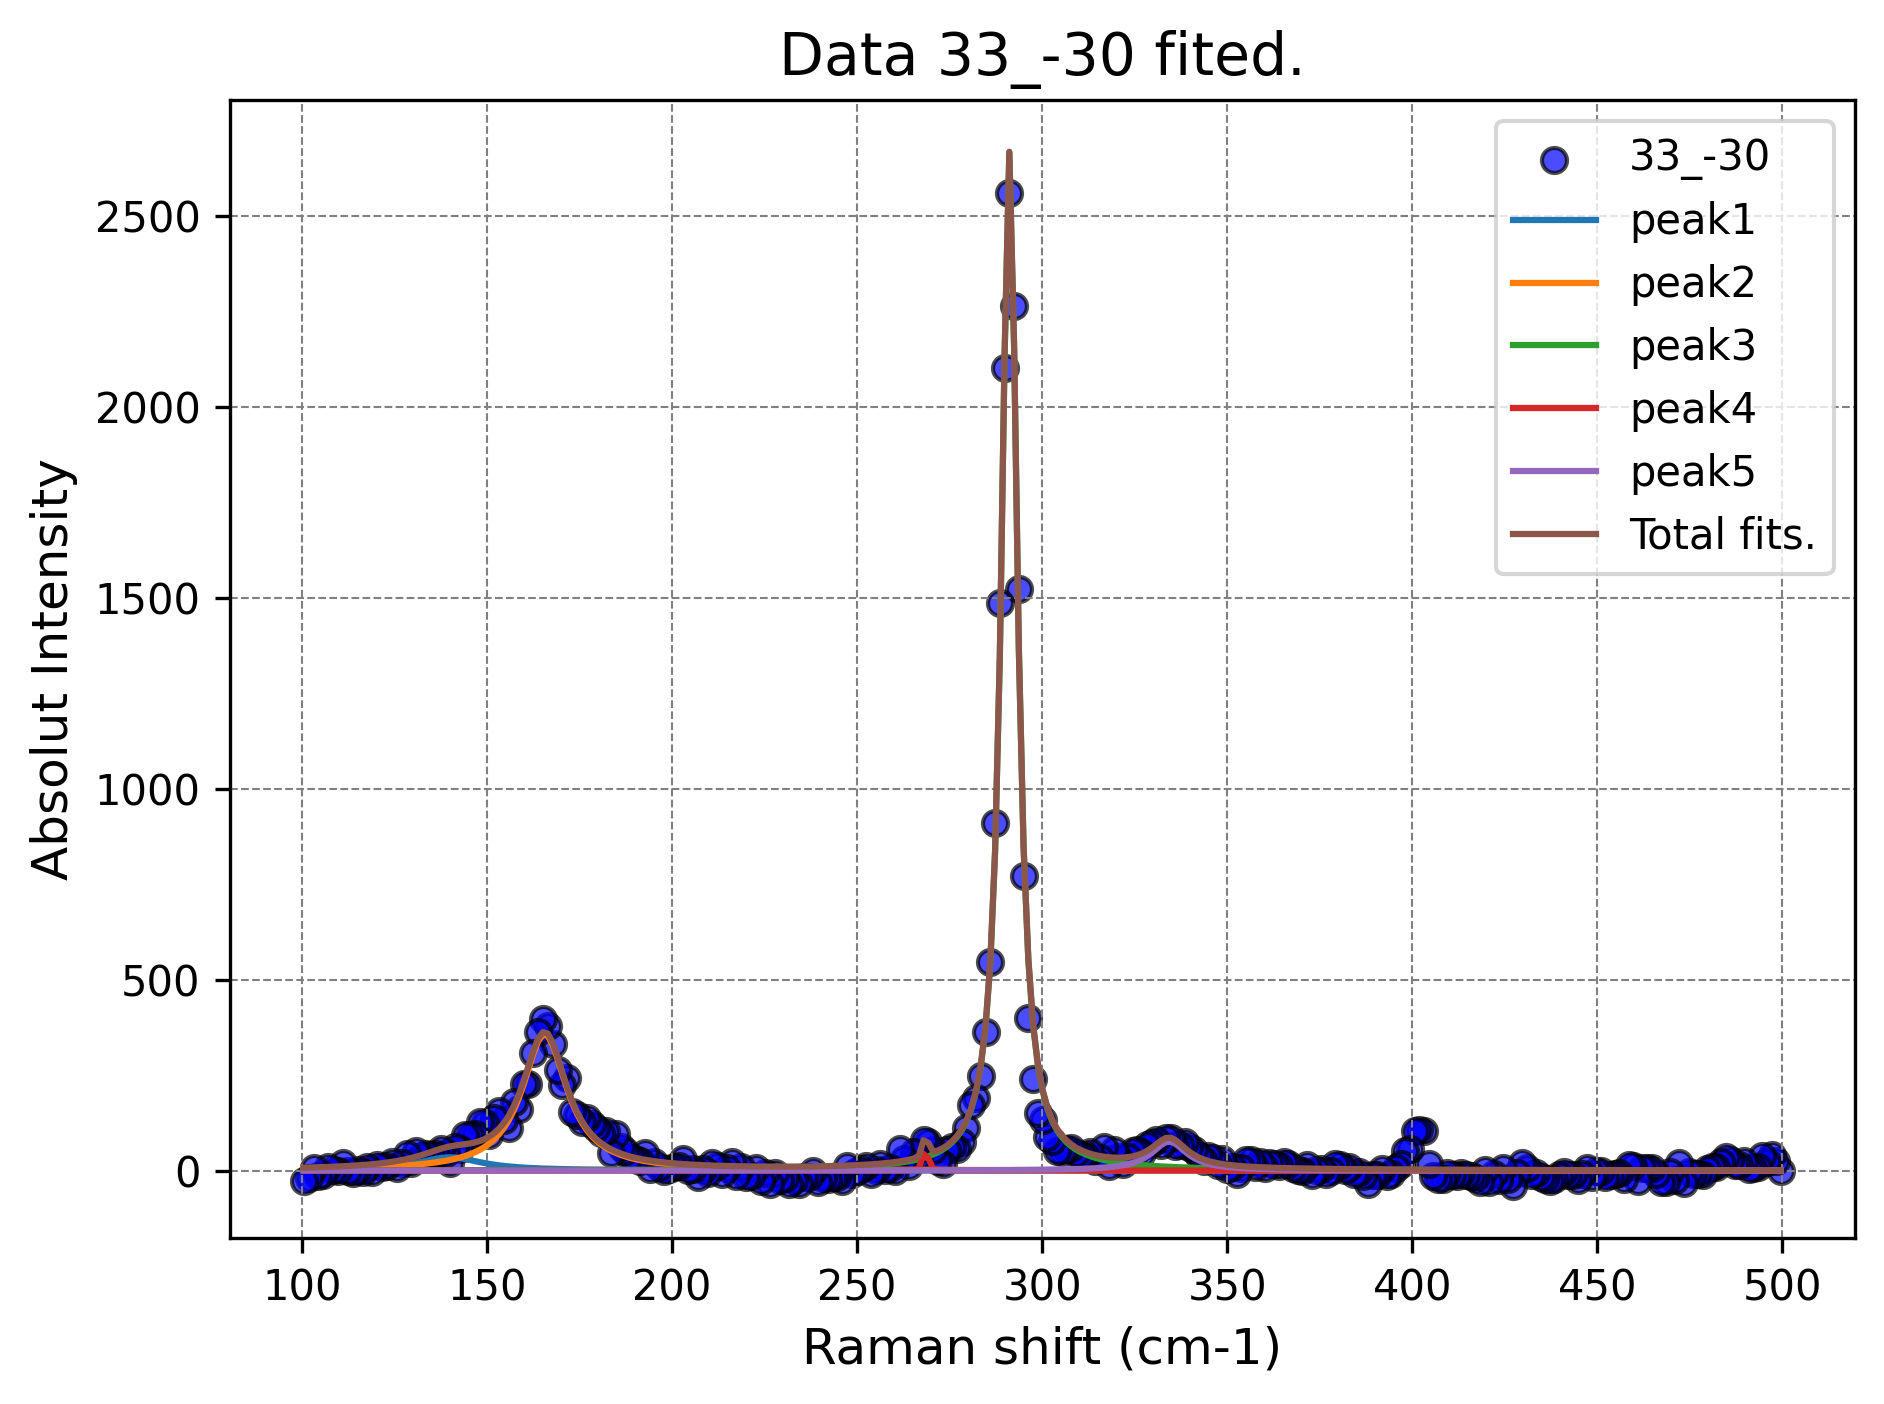 Data 33_-30 fited.
33_-30
peak1
peak2
peak3
peak4
peak5
Total fits.
Absolut Intensity
2500
2000
1500
1000
500
0
100 150 200 250 300 350 400 450 500
Raman shift (cm-1)